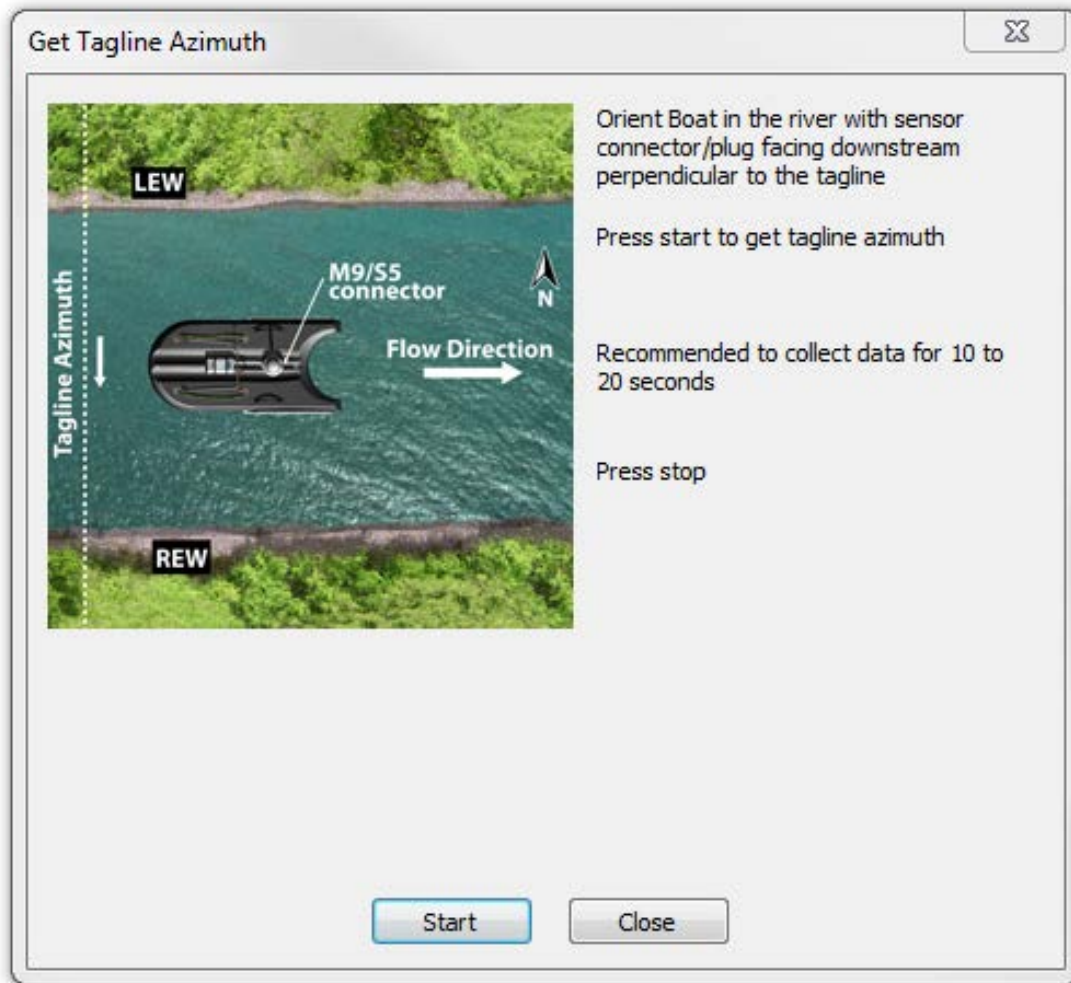 Get Tagline Azimuth
LEW
Tagline Azimuth
M9/S5
connector
N
Flow Direction
REW
Orient Boat in the river with sensor
connector/plug facing downstream
perpendicular to the tagline
Press start to get tagline azimuth
Recommended to collect data for 10 to
20 seconds
Press stop
Start
Close